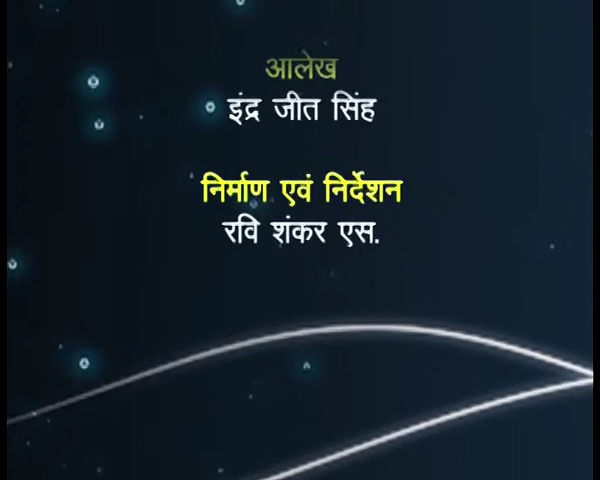 आलेख
इंद्र जीत सिंह
निर्माण एवं निर्देशन
रवि शंकर एस.